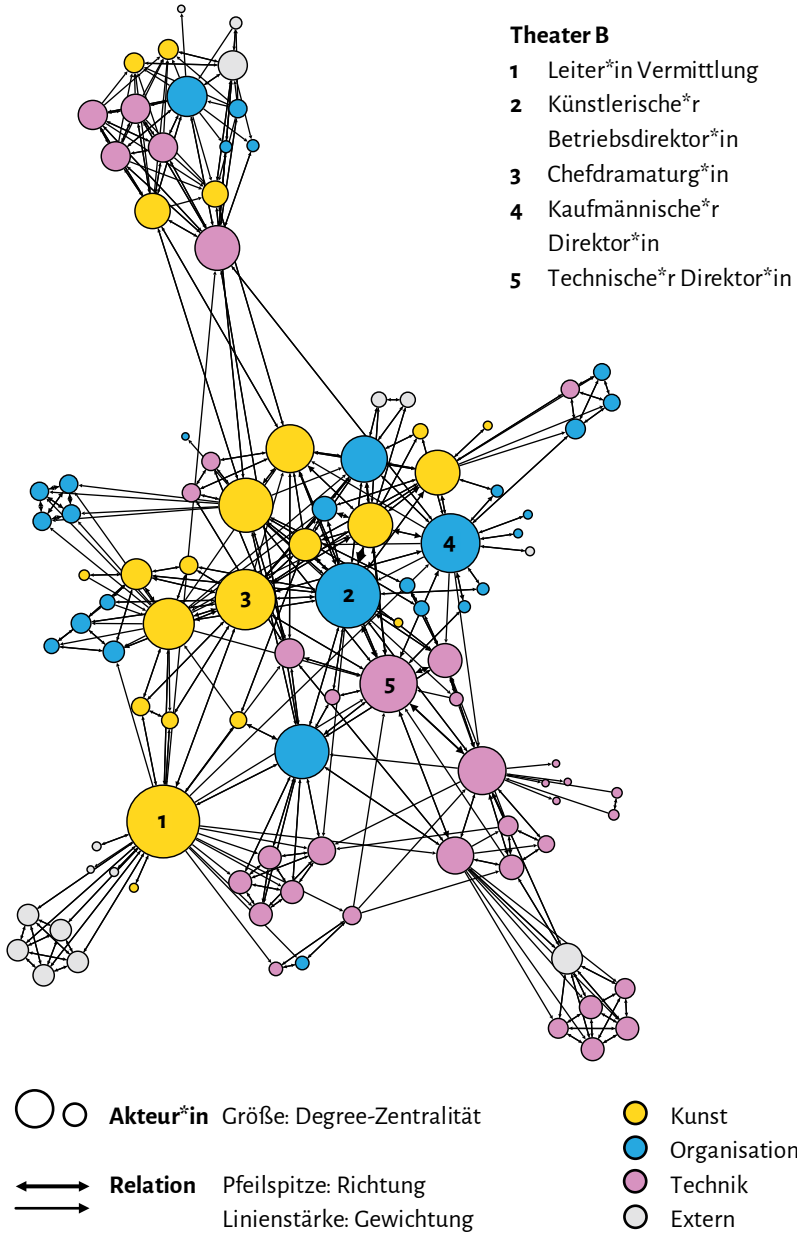 Theater B
1 Leiter*in Vermittlung
2 Künstlerische*r
Betriebsdirektor*in
3 Chefdramaturg*in
4 Kaufmännische*r
Direktor*in
5 Technische*r Direktor*in
4
2
3
5
1
Akteur*in Größe: Degree-Zentralität
Relation Pfeilspitze: Richtung
Linienstärke: Gewichtung
Kunst
Organisation
Technik
Extern